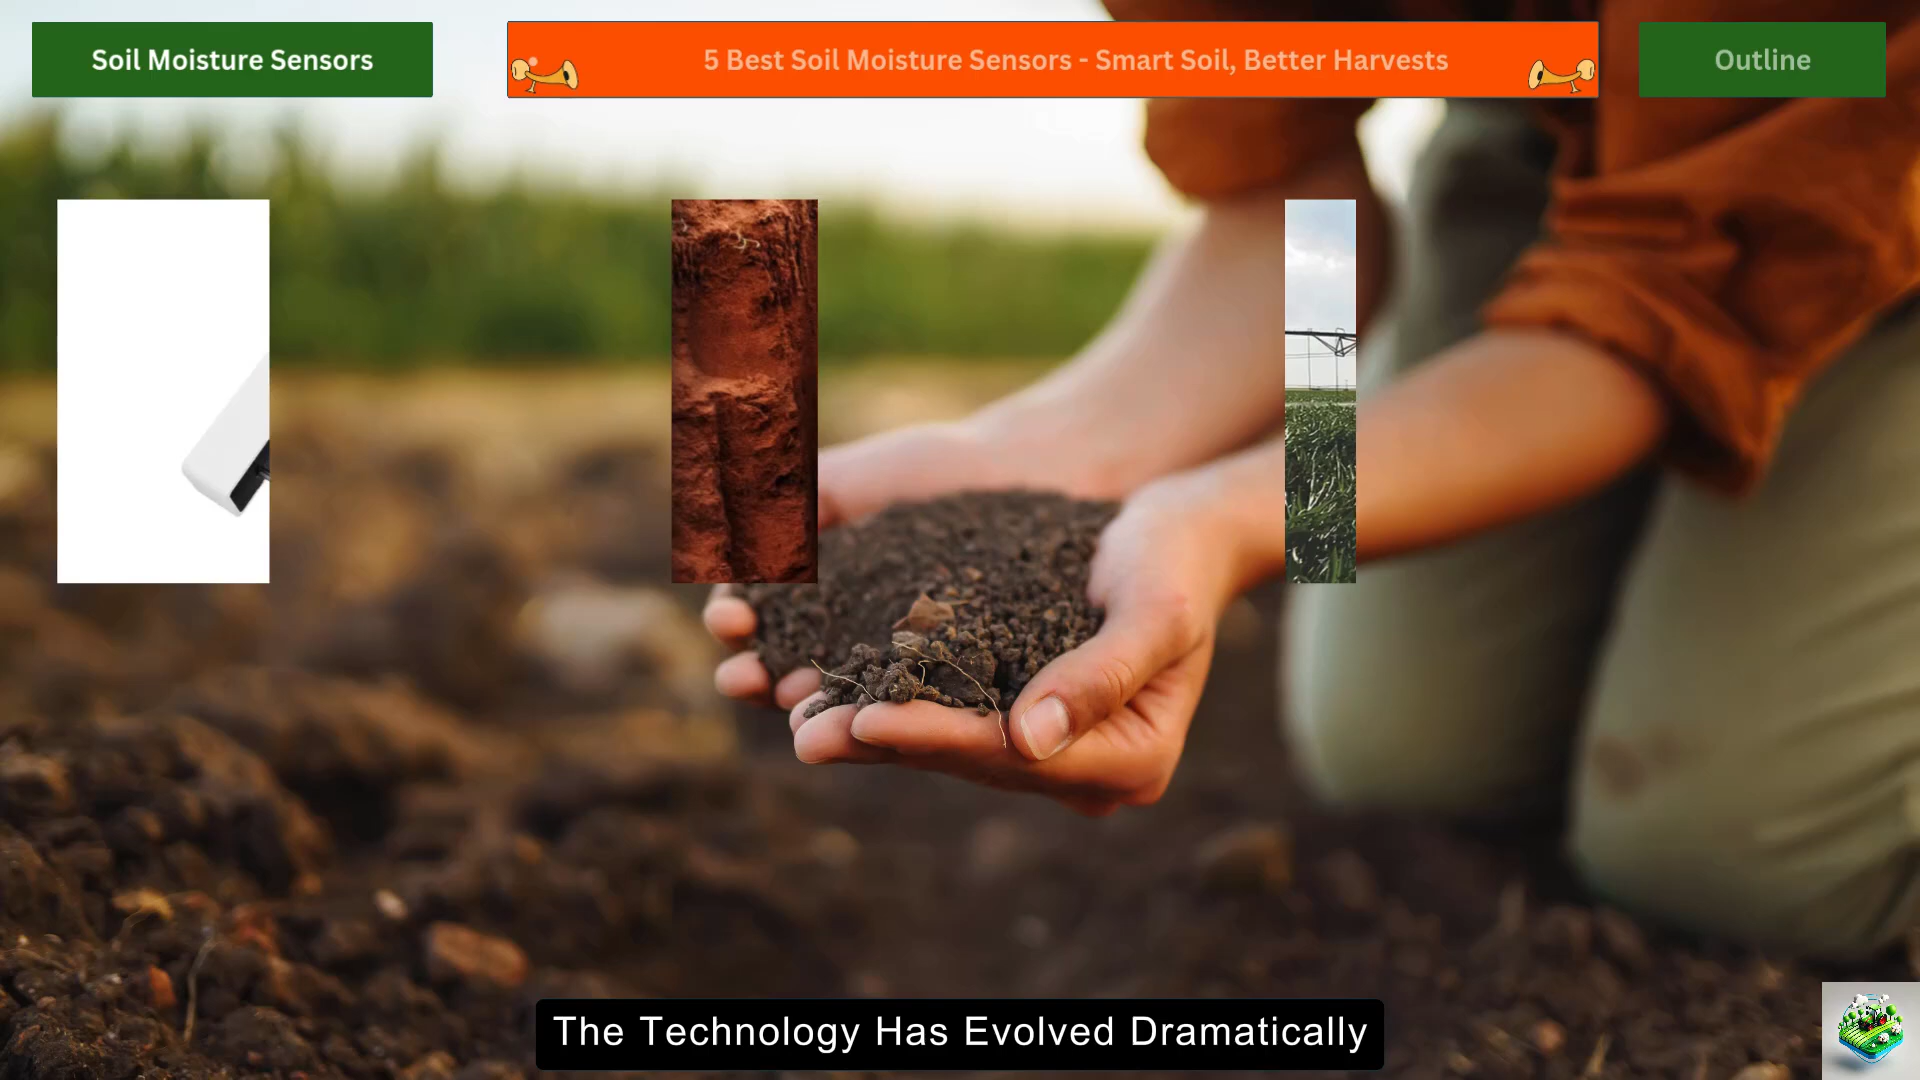 Soil Moisture Sensors
5 Best Soil Moisture Sensors - Smart Soil, Better Harvests
Outline
The Technology Has Evolved Dramatically